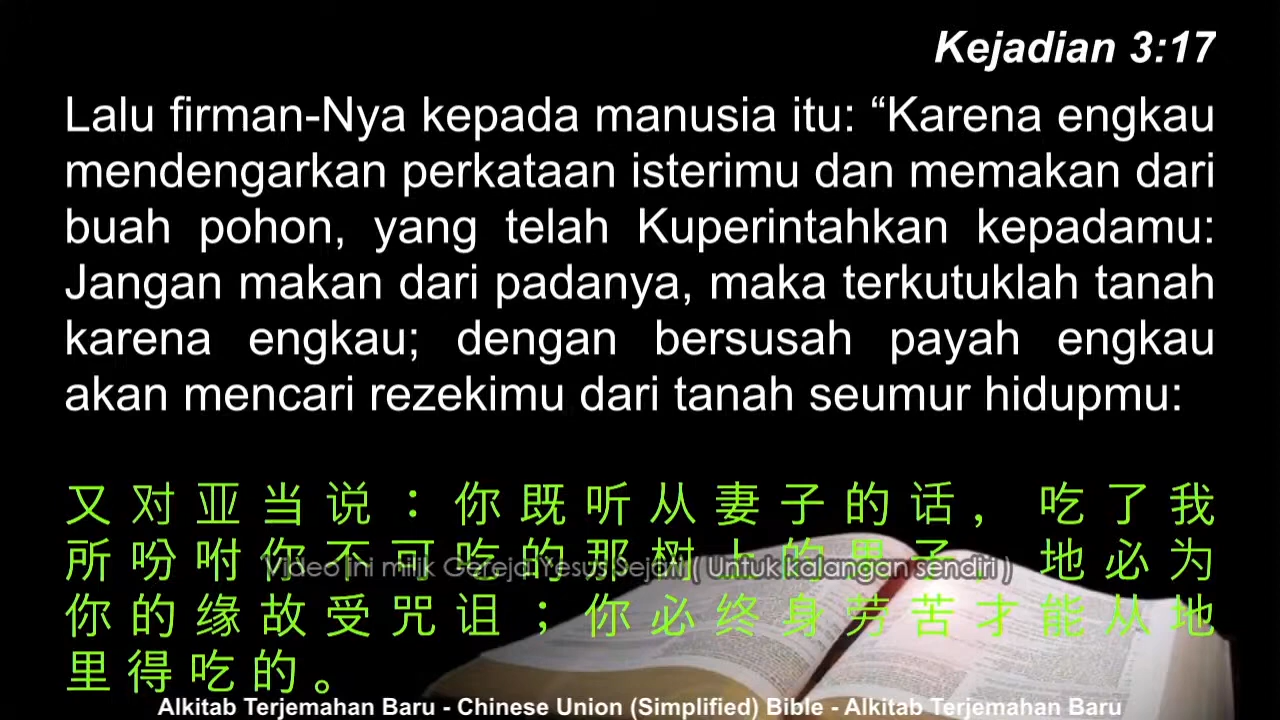 Kejadian 3:17
Lalu firman-Nya kepada manusia itu: “Karena engkau
mendengarkan perkataan isterimu dan memakan dari
buah pohon, yang telah Kuperintahkan kepadamu:
Jangan makan dari padanya, maka terkutuklah tanah
karena engkau; dengan bersusah payah engkau
akan mencari rezekimu dari tanah seumur hidupmu:
又对亚当说：你既听从妻子的话，吃了我
所吩咐你不可吃的那树上的果子，地必为
Video ini milik Gereja Yesus Sejati ( Untuk kalangan sendiri )
你的缘故受咒诅；你必终身劳苦才能从地
里得吃的。
Alkitab Terjemahan Baru - Chinese Union (Simplified) Bible - Alkitab Terjemahan Baru